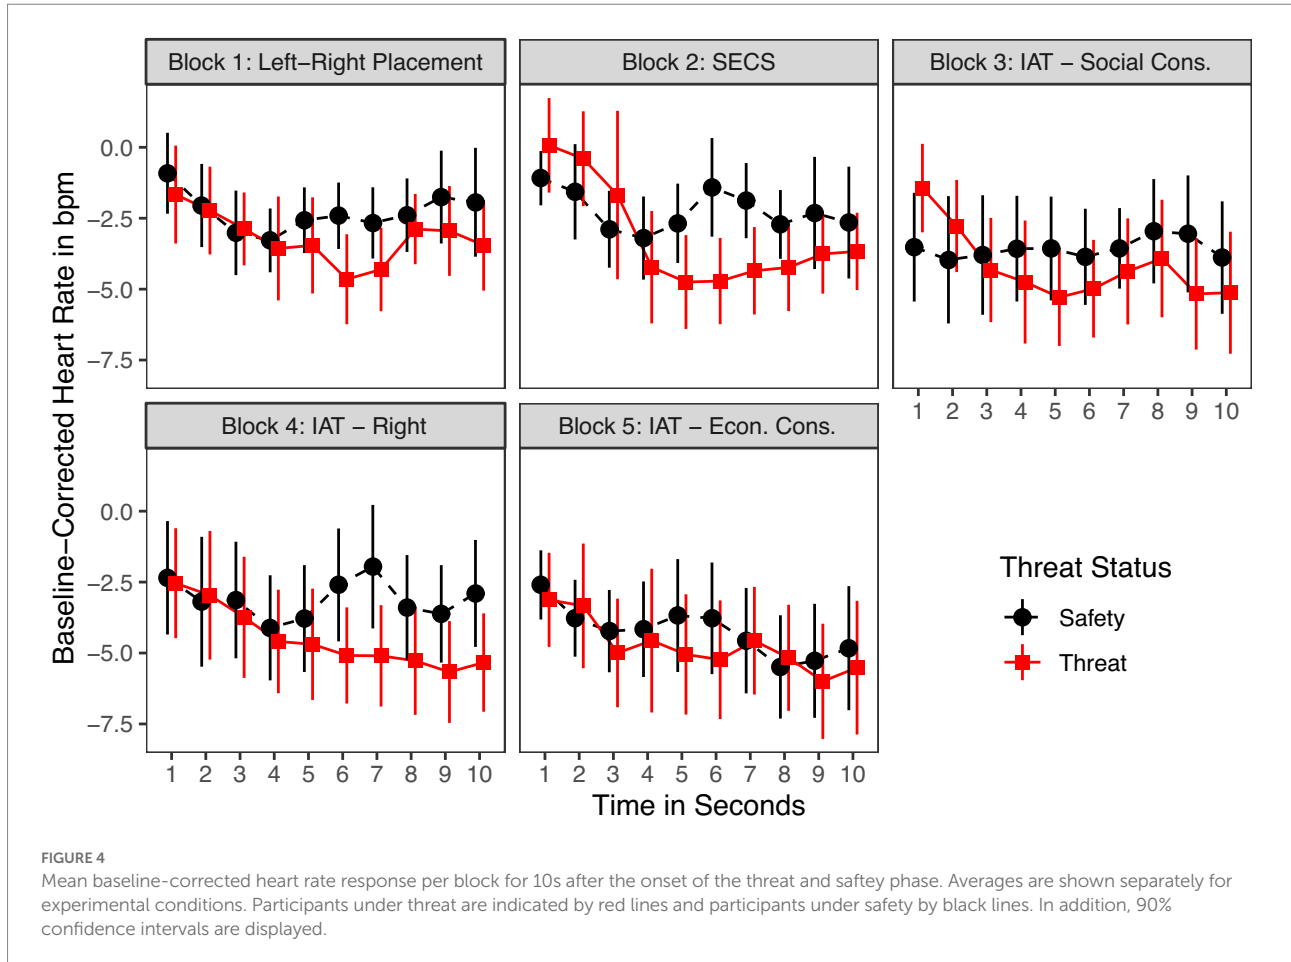 Block 1: Left−Right Placement
Block 2: SECS
Block 3: IAT − Social Cons.
Baseline−Corrected Heart Rate in bpm
0.0
−2.5
−5.0
−7.5
1 2 3 4 5 6 7 8 9 10
Block 4: IAT − Right
Block 5: IAT − Econ. Cons.
0.0
−2.5
−5.0
−7.5
1 2 3 4 5 6 7 8 9 10
1 2 3 4 5 6 7 8 9 10
Time in Seconds
Threat Status
Safety
Threat
FIGURE 4
Mean baseline-corrected heart rate response per block for 10s after the onset of the threat and saftey phase. Averages are shown separately for
experimental conditions. Participants under threat are indicated by red lines and participants under safety by black lines. In addition, 90%
confidence intervals are displayed.